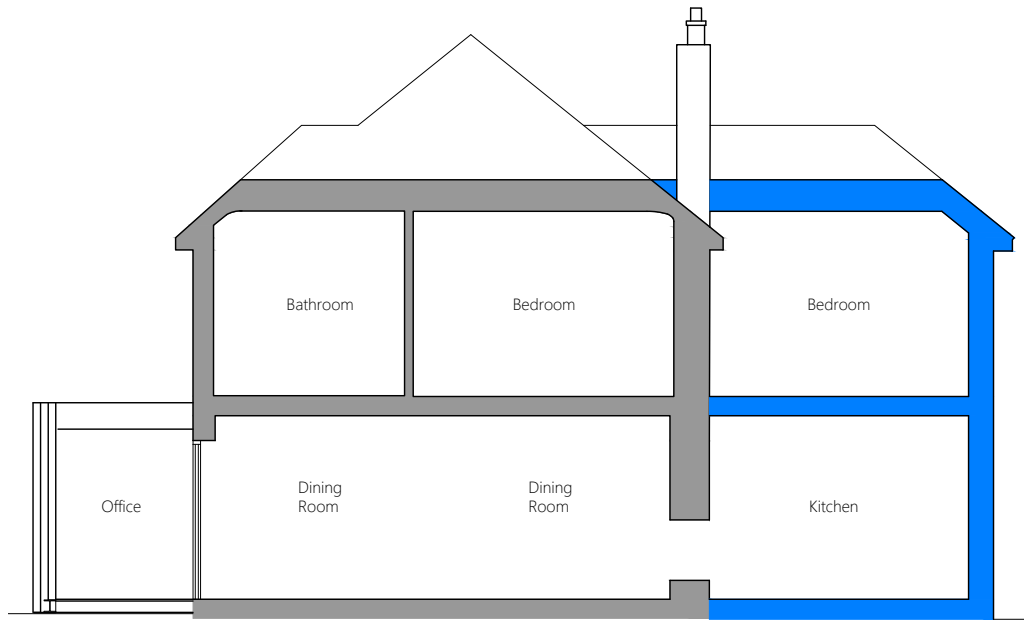 Bathroom
Bedroom
Bedroom
Office
Dining
Room
Dining
Room
Kitchen